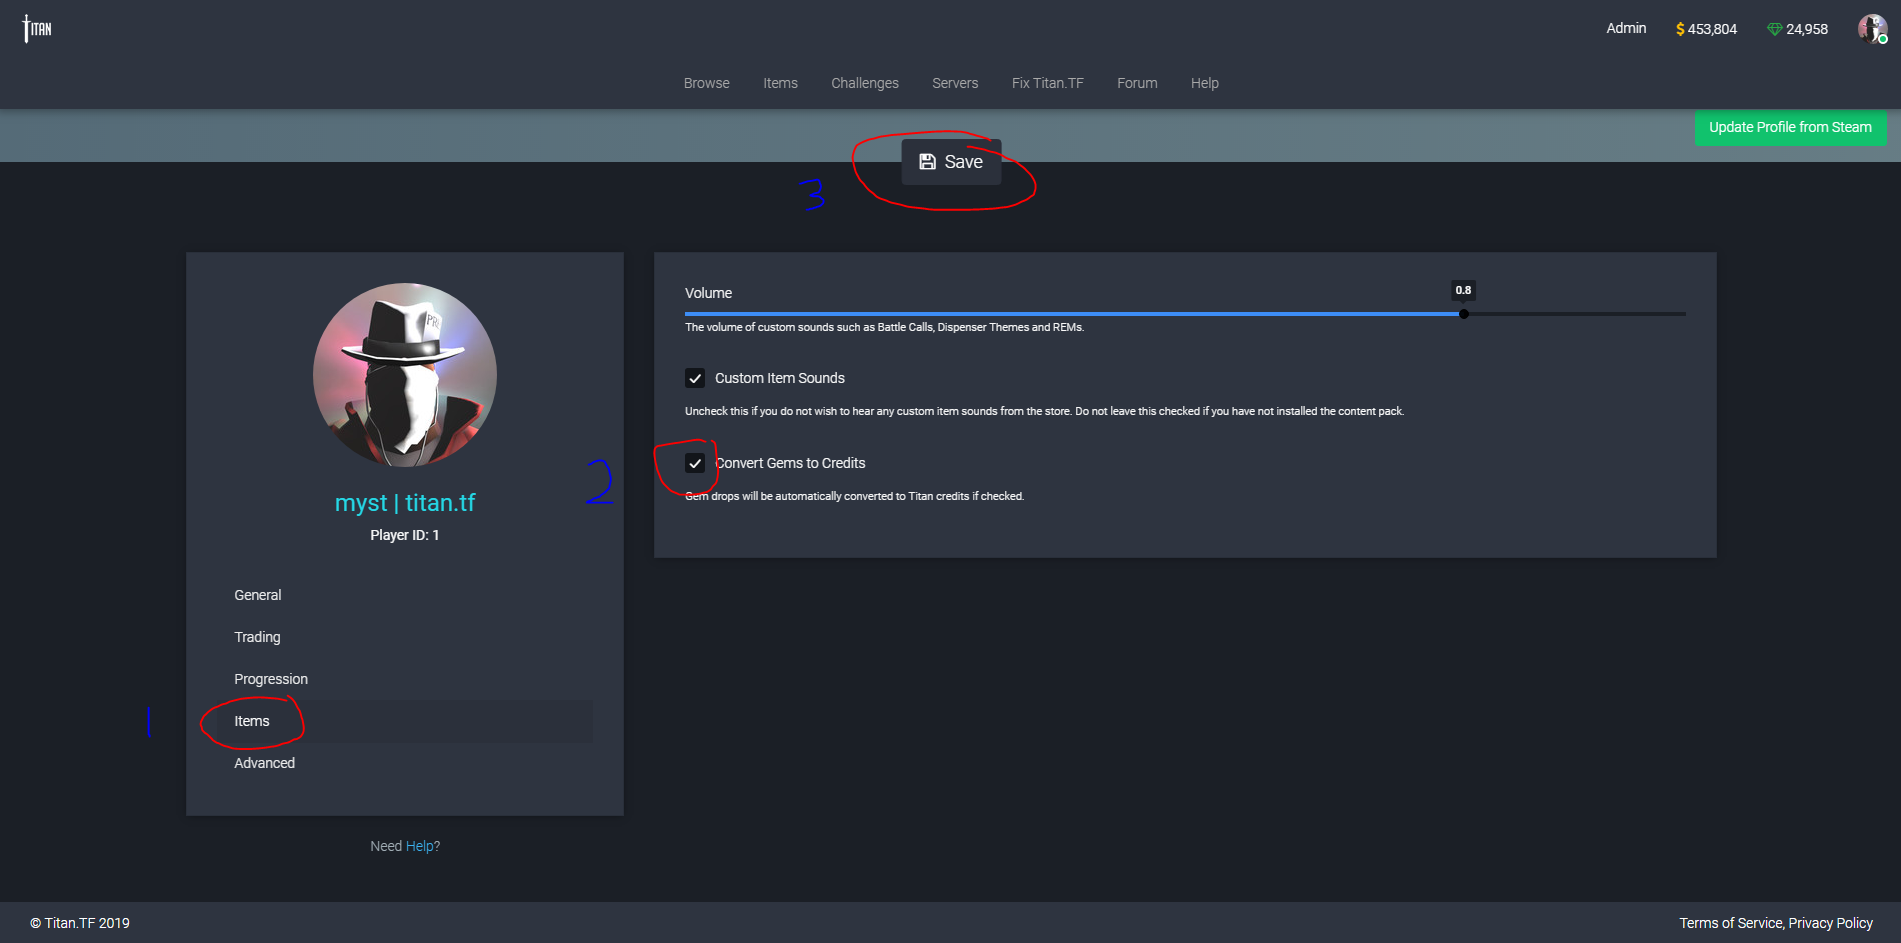 TITAN
Admin
$ 453,804
24,958
Browse
Items
Challenges
Servers
Fix Titan.TF
Forum
Help
Update Profile from Steam
Save
3
PR
myst | titan.tf
Player ID: 1
General
Trading
Progression
1
Items
Advanced
Need Help?
Volume
0.8
The volume of custom sounds such as Battle Calls, Dispenser Themes and REMs.
Custom Item Sounds
Uncheck this if you do not wish to hear any custom item sounds from the store. Do not leave this checked if you have not installed the content pack.
2
Convert Gems to Credits
Gem drops will be automatically converted to Titan credits if checked.
© Titan.TF 2019
Terms of Service, Privacy Policy